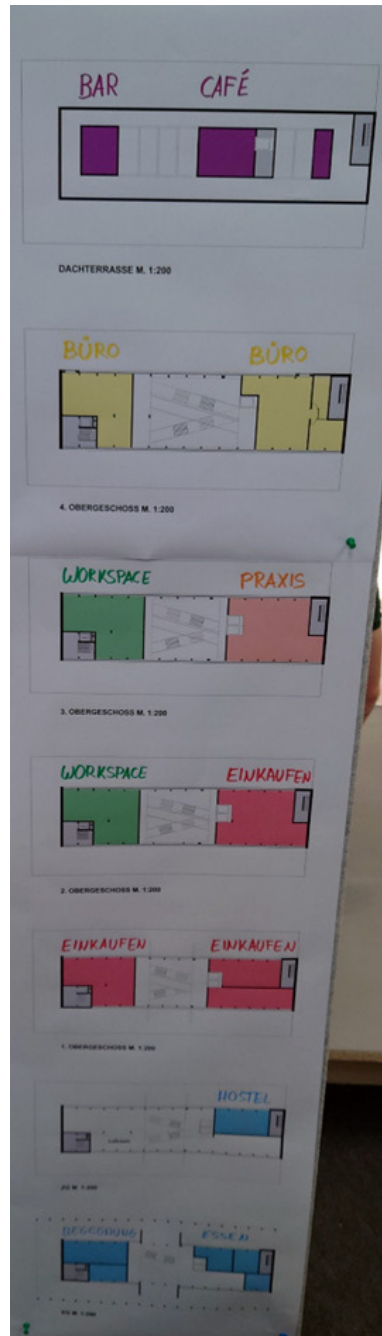 BAR CAFÉ
DACHTERRASSE M. 1:200
BÜRO BÜRO
4. OBERGESCHOSS M. 1:200
WORKSPACE PRAXIS
3. OBERGESCHOSS M. 1:200
WORKSPACE EINKAUFEN
2. OBERGESCHOSS M. 1:200
EINKAUFEN EINKAUFEN
1. OBERGESCHOSS M. 1:200
HOSTEL
BEGEGNUNG ESSEN